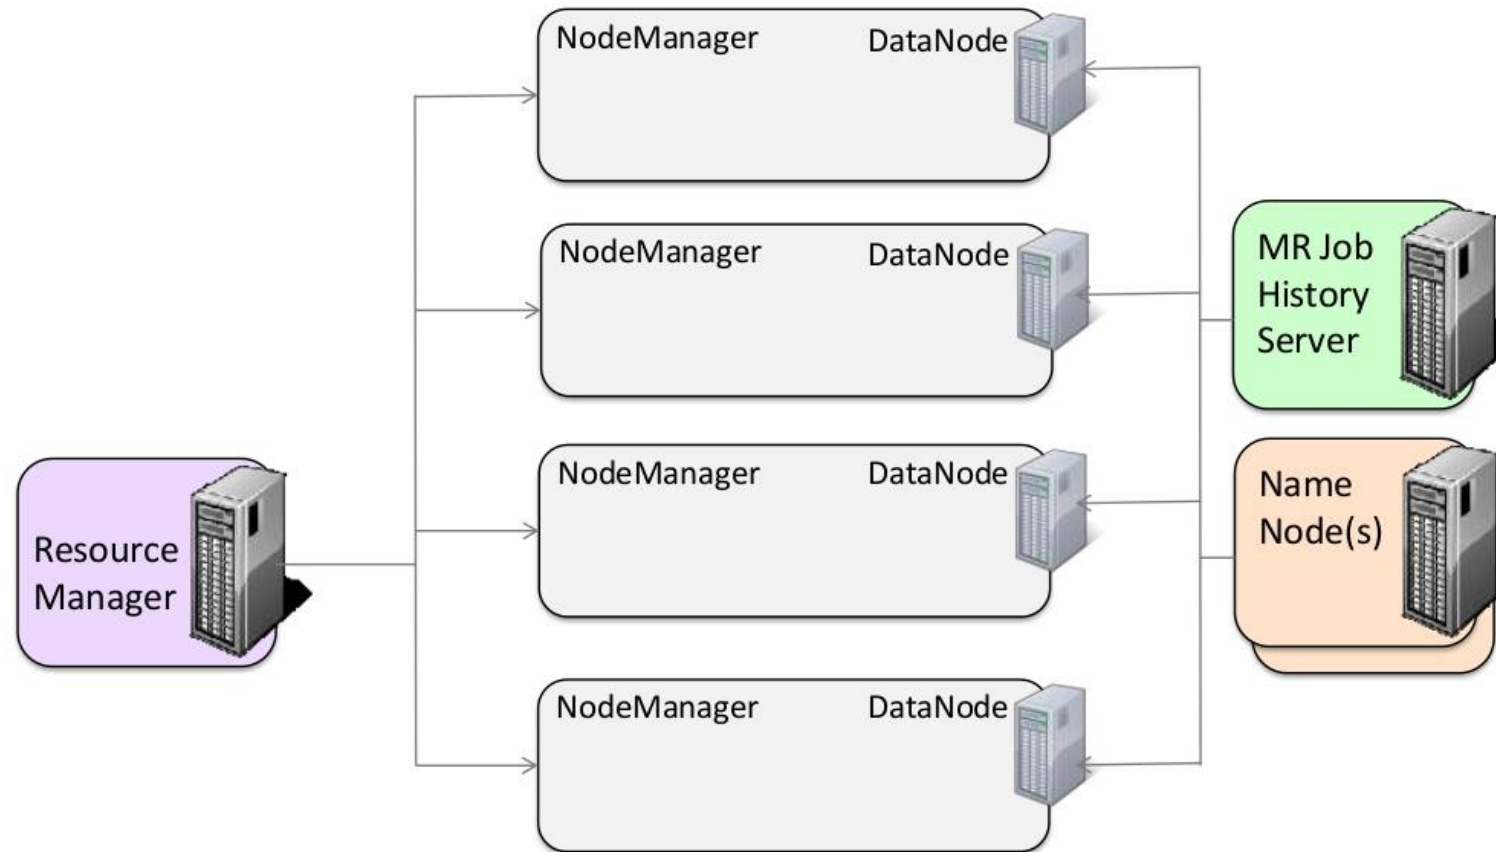 NodeManager DataNode
NodeManager DataNode
MR Job
History
Server
NodeManager DataNode
Name
Node(s)
Resource
Manager
NodeManager DataNode